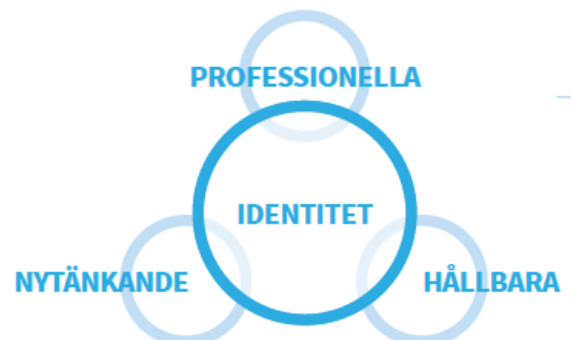 PROFESSIONELLA
IDENTITET
NYTÄNKANDE
HÅLLBARA